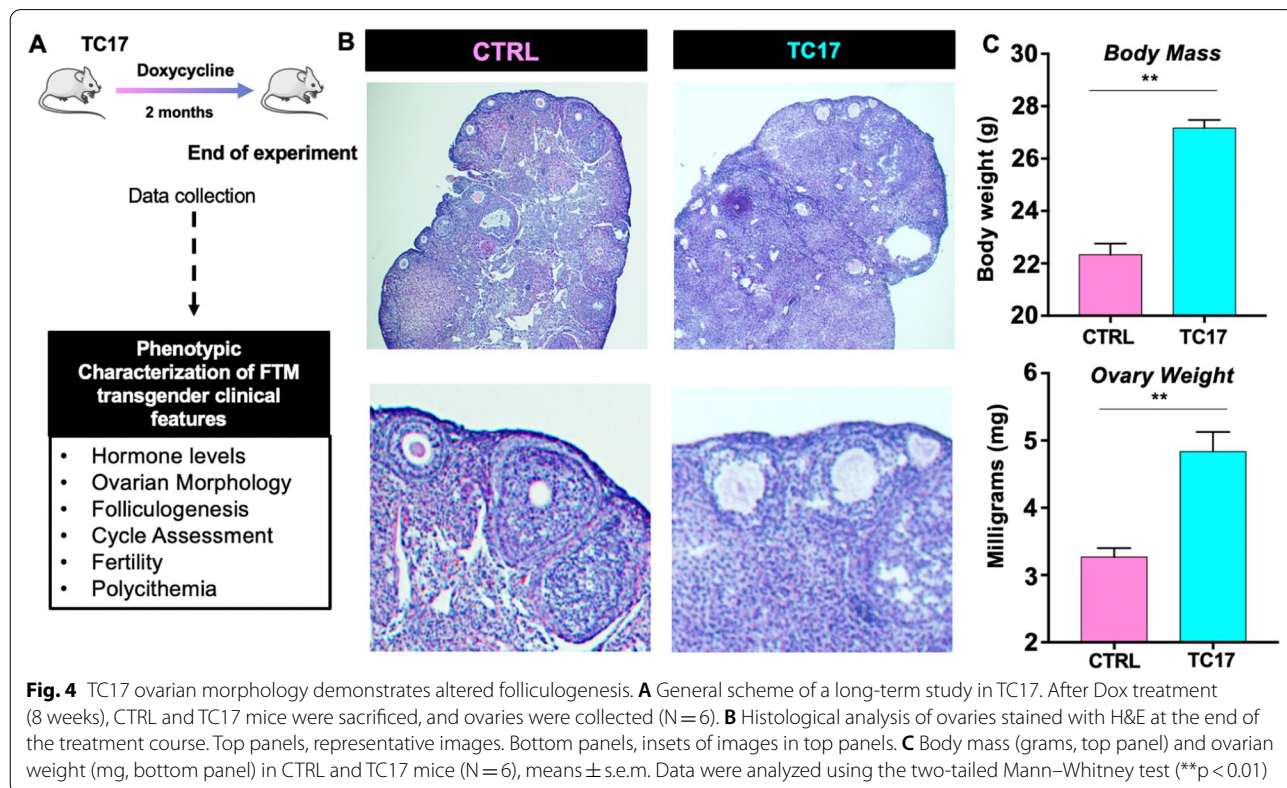 A
TC17
Doxycycline
2 months
End of experiment
Data collection
Phenotypic
Characterization of FTM
transgender clinical
features
• Hormone levels
• Ovarian Morphology
• Folliculogenesis
• Cycle Assessment
• Fertility
• Polycithemia
B
CTRL
TC17
C
Body Mass
**
Body weight (g)
30
28
26
24
22
20
CTRL
TC17
Ovary Weight
**
Milligrams (mg)
6
5
4
3
2
CTRL
TC17
Fig. 4 TC17 ovarian morphology demonstrates altered folliculogenesis. A General scheme of a long-term study in TC17. After Dox treatment
(8 weeks), CTRL and TC17 mice were sacrificed, and ovaries were collected (N = 6). B Histological analysis of ovaries stained with H&E at the end of
the treatment course. Top panels, representative images. Bottom panels, insets of images in top panels. C Body mass (grams, top panel) and ovarian
weight (mg, bottom panel) in CTRL and TC17 mice (N = 6), means ± s.e.m. Data were analyzed using the two-tailed Mann–Whitney test (**p < 0.01)